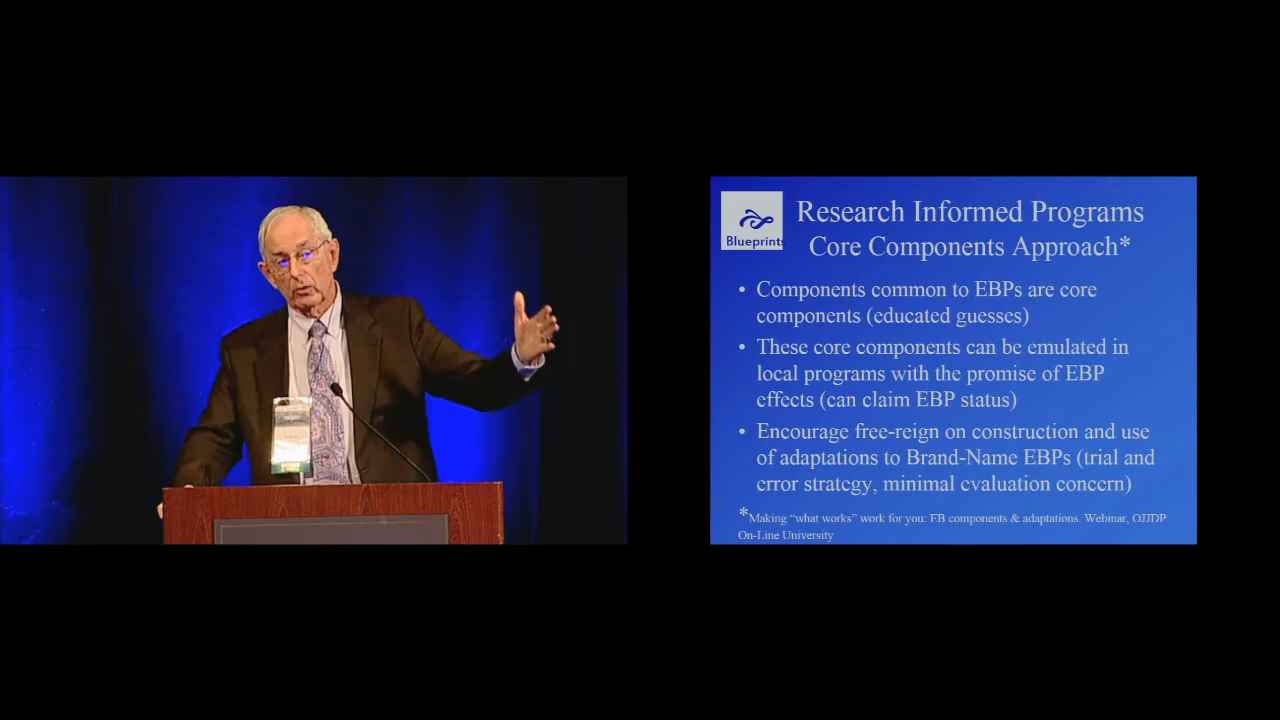 Blueprints
Research Informed Programs
Core Components Approach*
• Components common to EBPs are core
components (educated guesses)
• These core components can be emulated in
local programs with the promise of EBP
effects (can claim EBP status)
• Encourage free-reign on construction and use
of adaptations to Brand-Name EBPs (trial and
error strategy, minimal evaluation concern)
*Making “what works” work for you: EB components & adaptations. Webinar, OJJDP
On-Line University